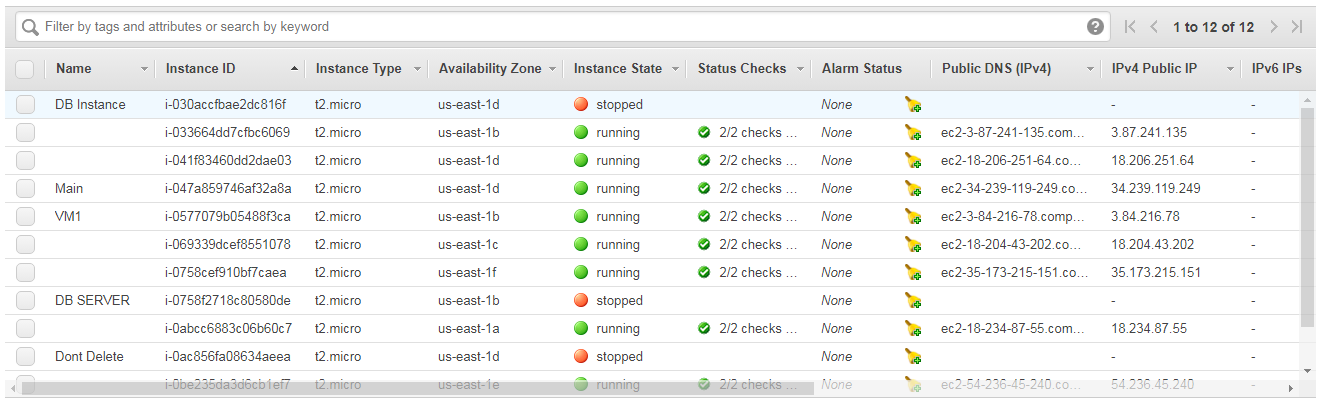 Filter by tags and attributes or search by keyword ? 1 to 12 of 12
Name Instance ID Instance Type Availability Zone Instance State Status Checks Alarm Status Public DNS (IPv4) IPv4 Public IP IPv6 IPs
DB Instance i-030accfbae2dc816f t2.micro us-east-1d stopped None - -
i-033664dd7cfbc6069 t2.micro us-east-1b running 2/2 checks ... None ec2-3-87-241-135.com... 3.87.241.135 -
i-041f83460dd2dae03 t2.micro us-east-1d running 2/2 checks ... None ec2-18-206-251-64.co... 18.206.251.64 -
Main i-047a859746af32a8a t2.micro us-east-1d running 2/2 checks ... None ec2-34-239-119-249.co... 34.239.119.249 -
VM1 i-0577079b05488f3ca t2.micro us-east-1b running 2/2 checks ... None ec2-3-84-216-78.comp... 3.84.216.78 -
i-069339dcef8551078 t2.micro us-east-1c running 2/2 checks ... None ec2-18-204-43-202.co... 18.204.43.202 -
i-0758cef910bf7caea t2.micro us-east-1f running 2/2 checks ... None ec2-35-173-215-151.co... 35.173.215.151 -
DB SERVER i-0758f2718c80580de t2.micro us-east-1b stopped None - -
i-0abcc6883c06b60c7 t2.micro us-east-1a running 2/2 checks ... None ec2-18-234-87-55.com... 18.234.87.55 -
Dont Delete i-0ac856fa08634aeea t2.micro us-east-1d stopped None - -
i-0be235da3d6cb1ef7 t2.micro us-east-1e running 2/2 checks ... None ec2-54-236-45-240.co... 54.236.45.240 -